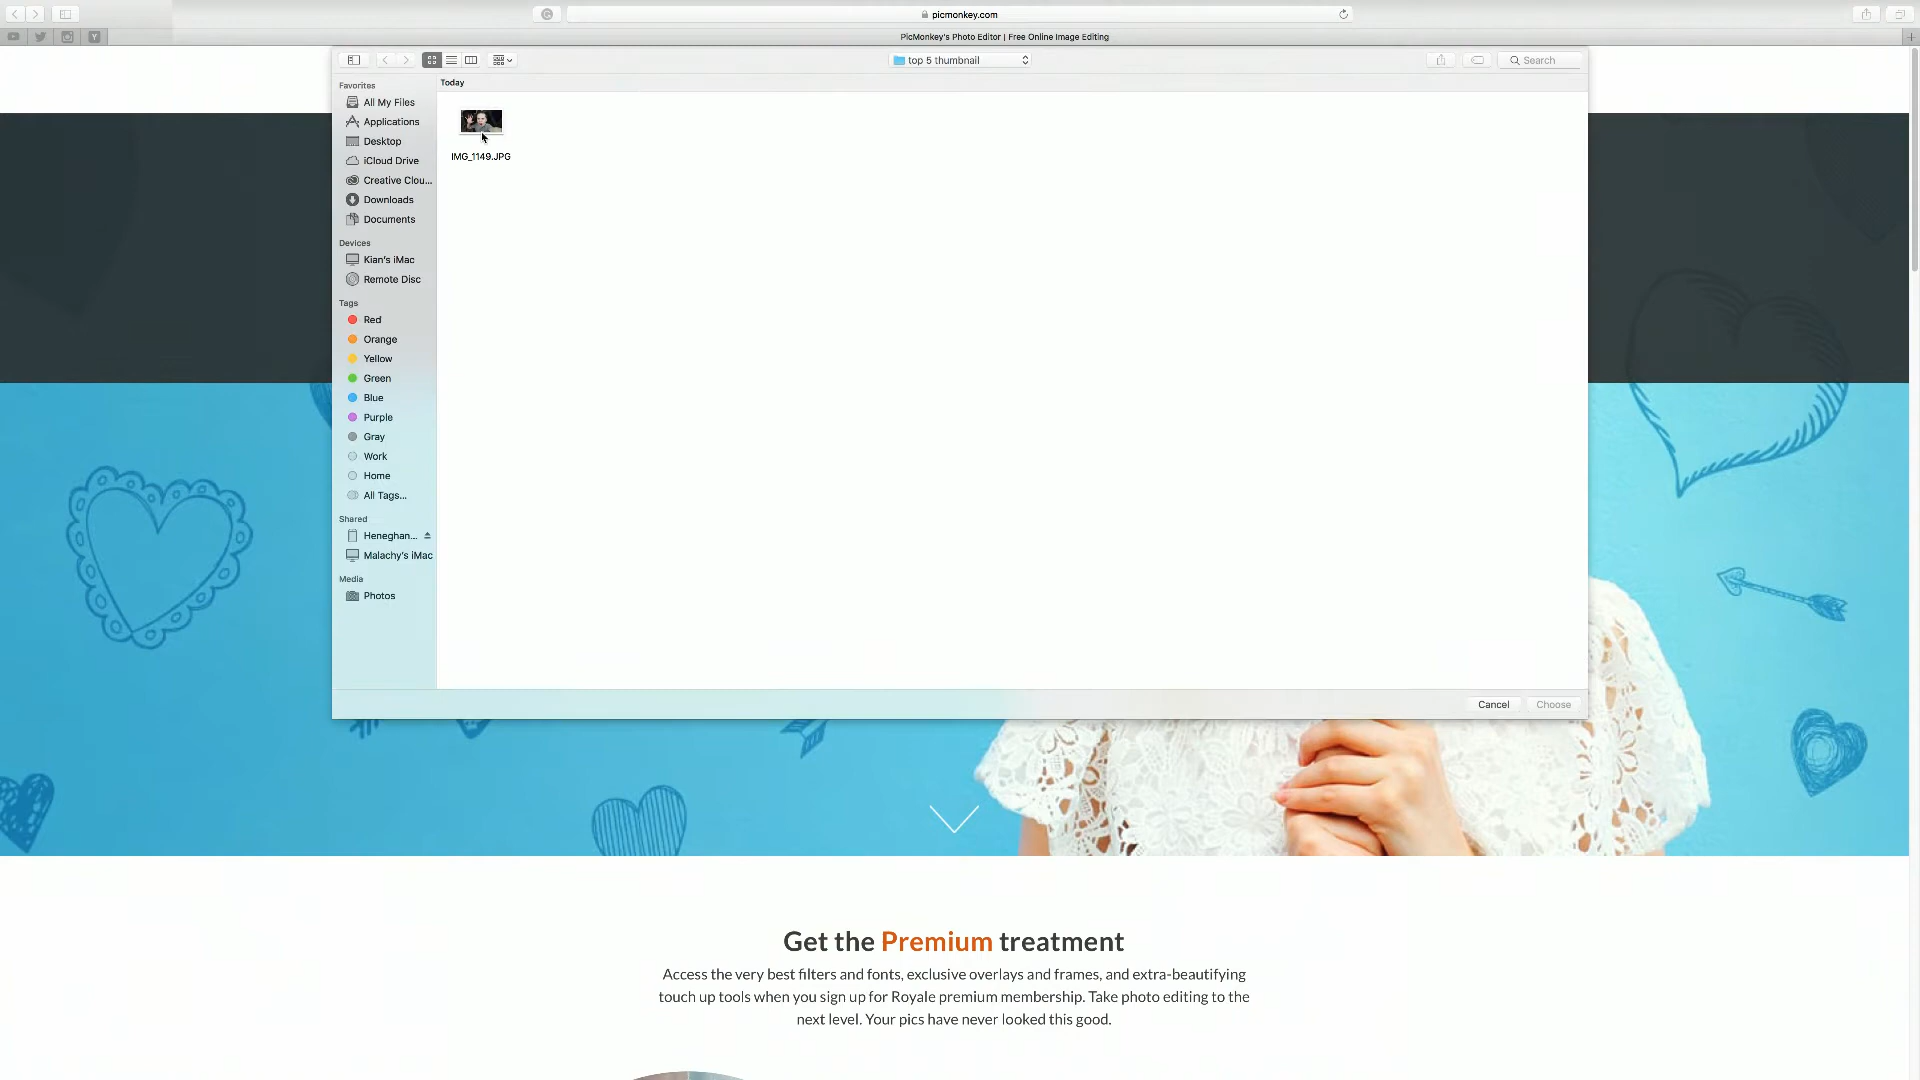 picmonkey.com
PicMonkey's Photo Editor | Free Online Image Editing
top 5 thumbnail
Search
Favorites
All My Files
Applications
Desktop
iCloud Drive
Creative Clou...
Downloads
Documents
Devices
Kian's iMac
Remote Disc
Tags
Red
Orange
Yellow
Green
Blue
Purple
Gray
Work
Home
All Tags...
Shared
Heneghan...
Malachy's iMac
Media
Photos
Today
IMG_1149.JPG
Cancel
Choose
Get the Premium treatment
Access the very best filters and fonts, exclusive overlays and frames, and extra-beautifying
touch up tools when you sign up for Royale premium membership. Take photo editing to the
next level. Your pics have never looked this good.